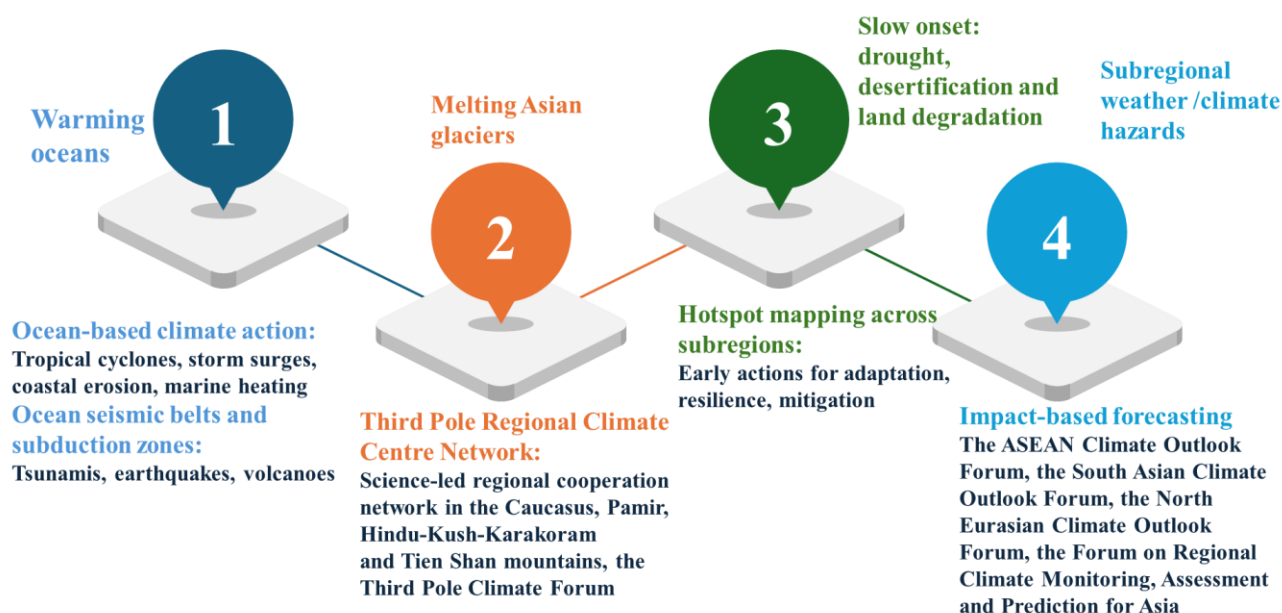 1
Warming
oceans
Ocean-based climate action:
Tropical cyclones, storm surges,
coastal erosion, marine heating
Ocean seismic belts and
subduction zones:
Tsunamis, earthquakes, volcanoes
2
Melting Asian
glaciers
Third Pole Regional Climate
Centre Network:
Science-led regional cooperation
network in the Caucasus, Pamir,
Hindu-Kush-Karakoram
and Tien Shan mountains, the
Third Pole Climate Forum
3
Slow onset:
drought,
desertification and
land degradation
Hotspot mapping across
subregions:
Early actions for adaptation,
resilience, mitigation
4
Subregional
weather /climate
hazards
Impact-based forecasting
The ASEAN Climate Outlook
Forum, the South Asian Climate
Outlook Forum, the North
Eurasian Climate Outlook
Forum, the Forum on Regional
Climate Monitoring, Assessment
and Prediction for Asia